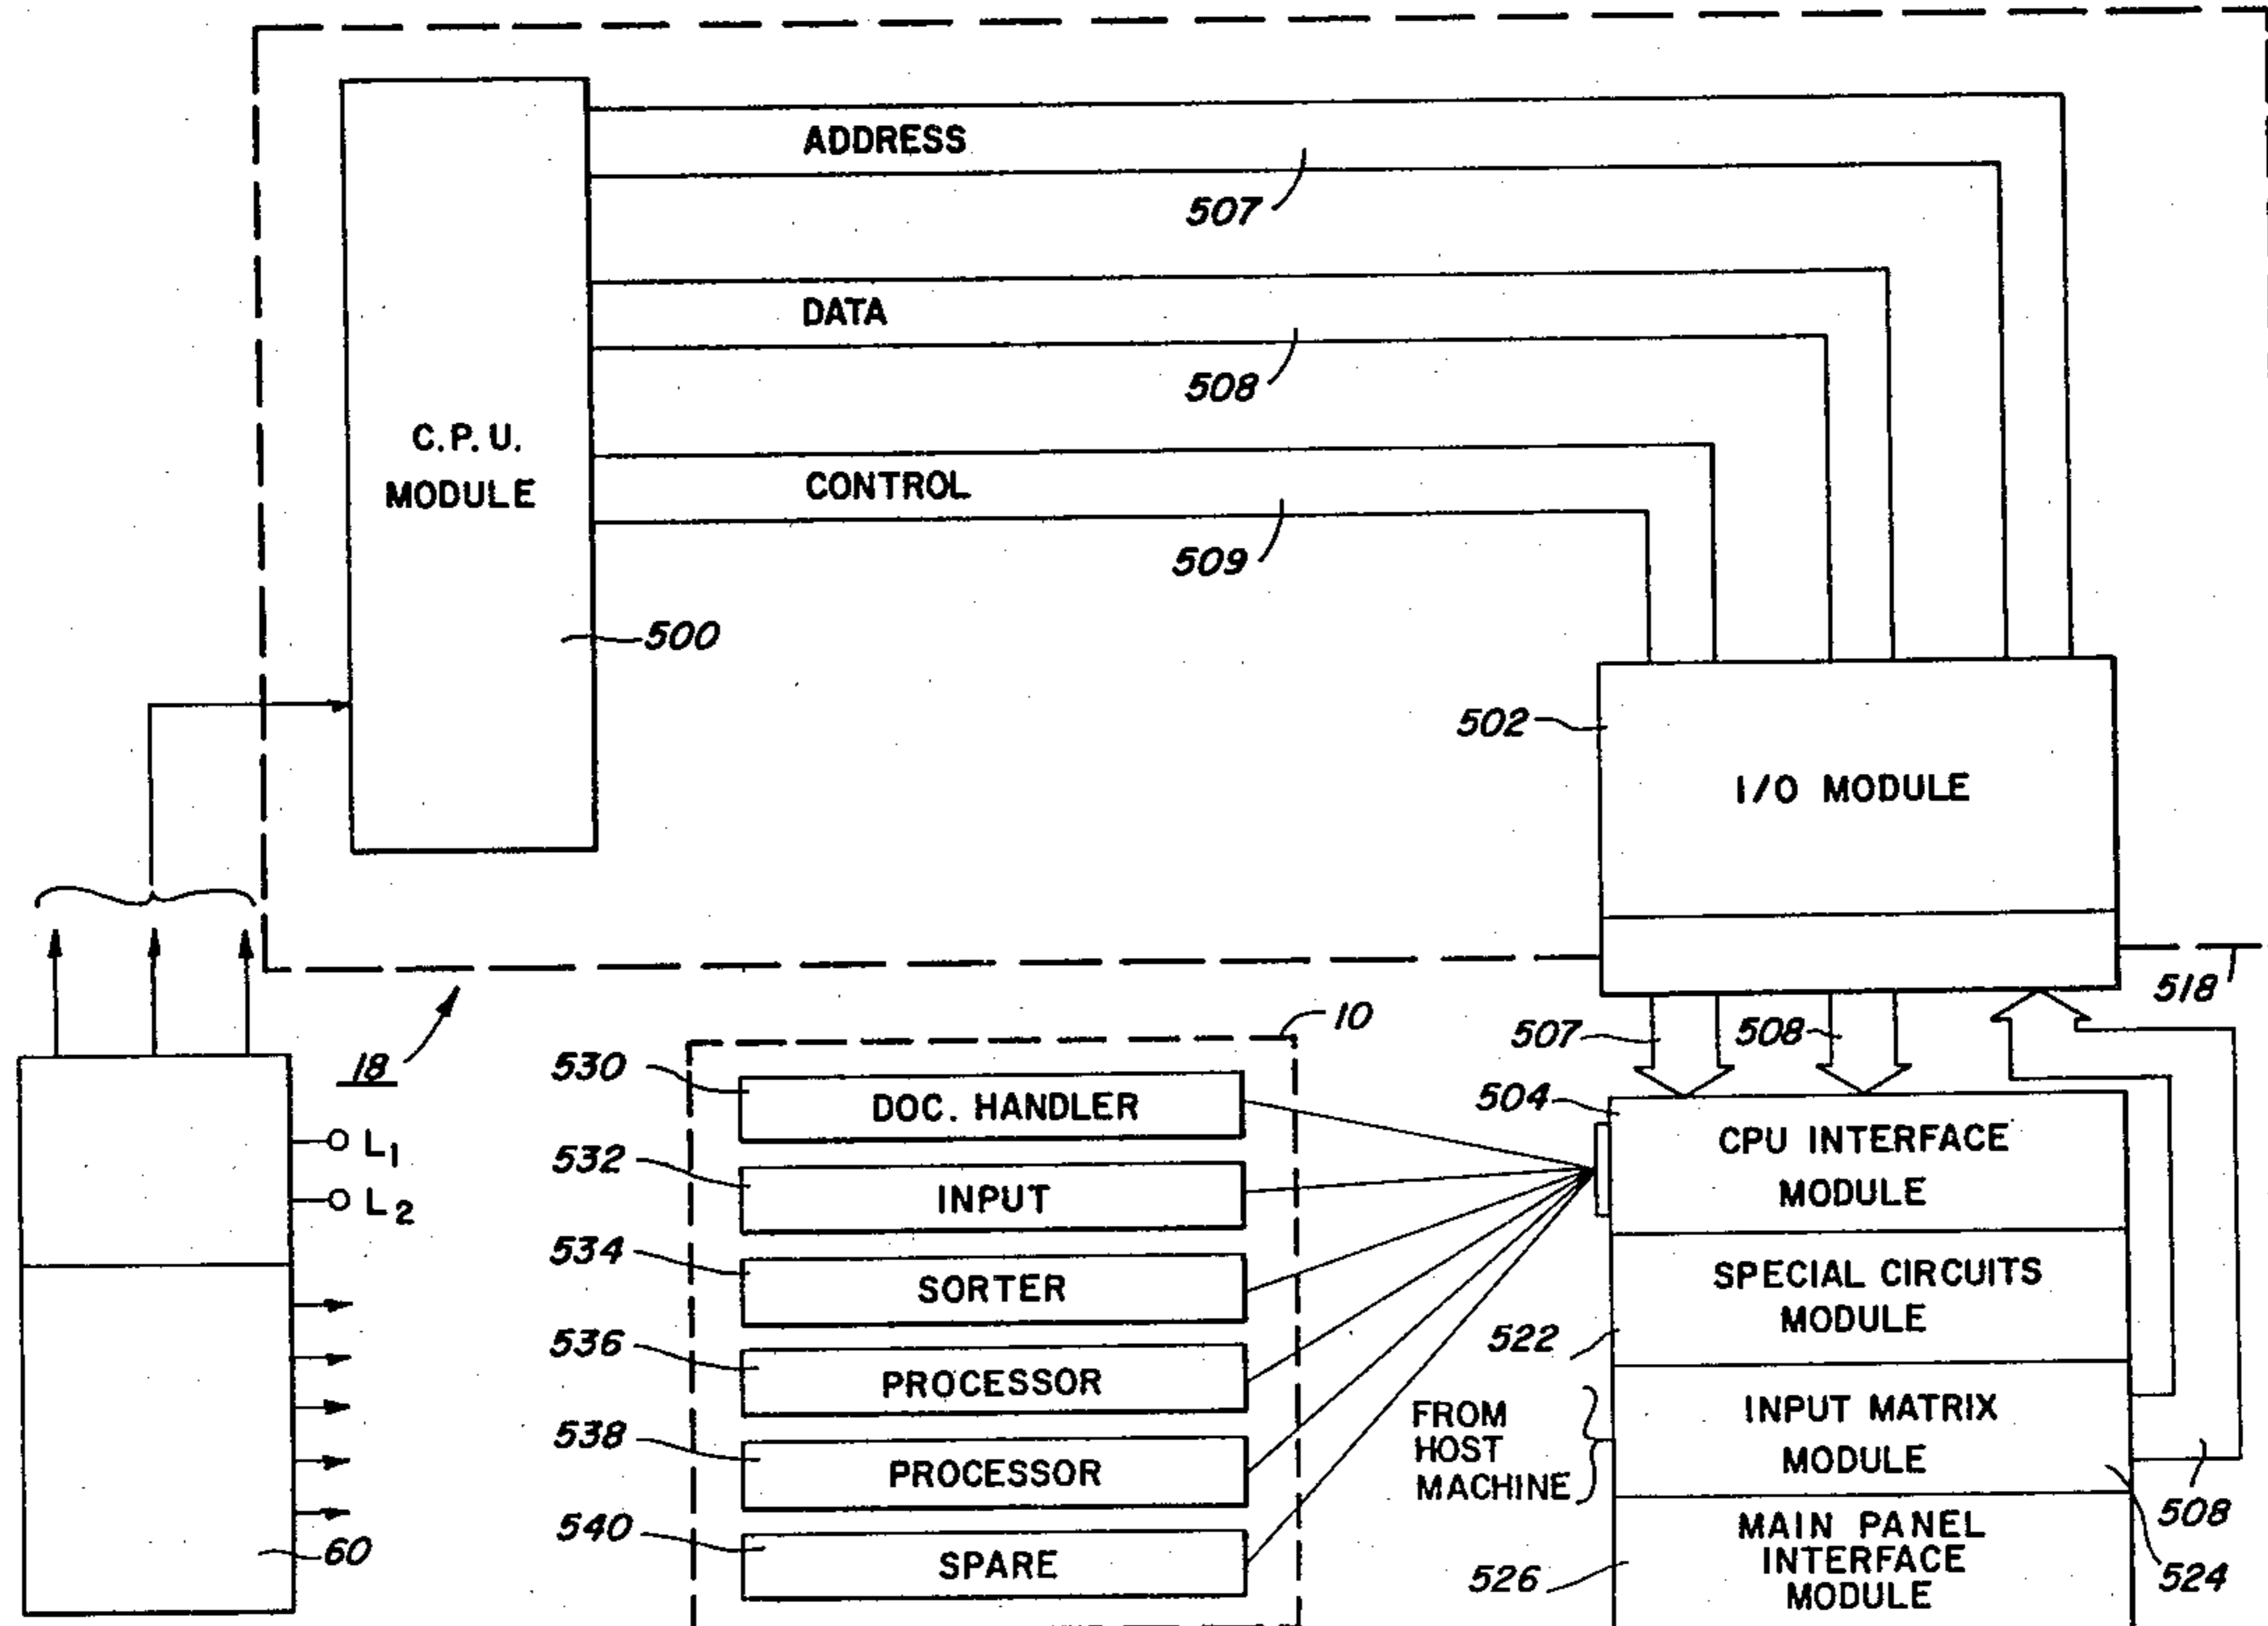 ADDRESS
507
DATA
508
C.P.U.
MODULE
CONTROL
509
500
502
I/O MODULE
518
18
10
507
508
530
DOC. HANDLER
504
CPU INTERFACE
MODULE
L1
532
INPUT
L2
534
SORTER
SPECIAL CIRCUITS
MODULE
522
536
PROCESSOR
FROM
HOST
MACHINE
INPUT MATRIX
MODULE
538
PROCESSOR
508
540
SPARE
60
526
MAIN PANEL
INTERFACE
MODULE
524